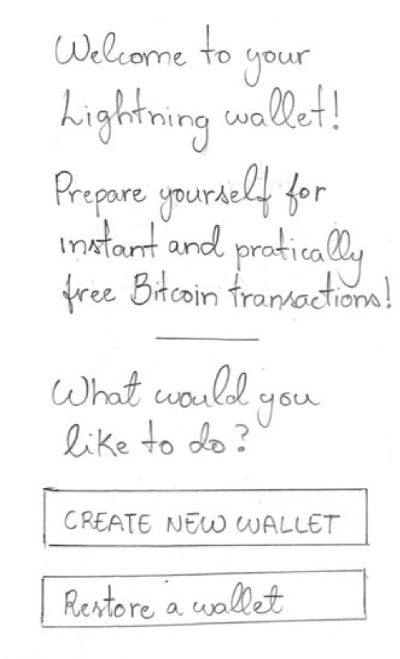 Welcome to your
Lightning wallet!
Prepare yourself for
instant and pratically
free Bitcoin transactions!
What would you
like to do?
CREATE NEW WALLET
Restore a wallet